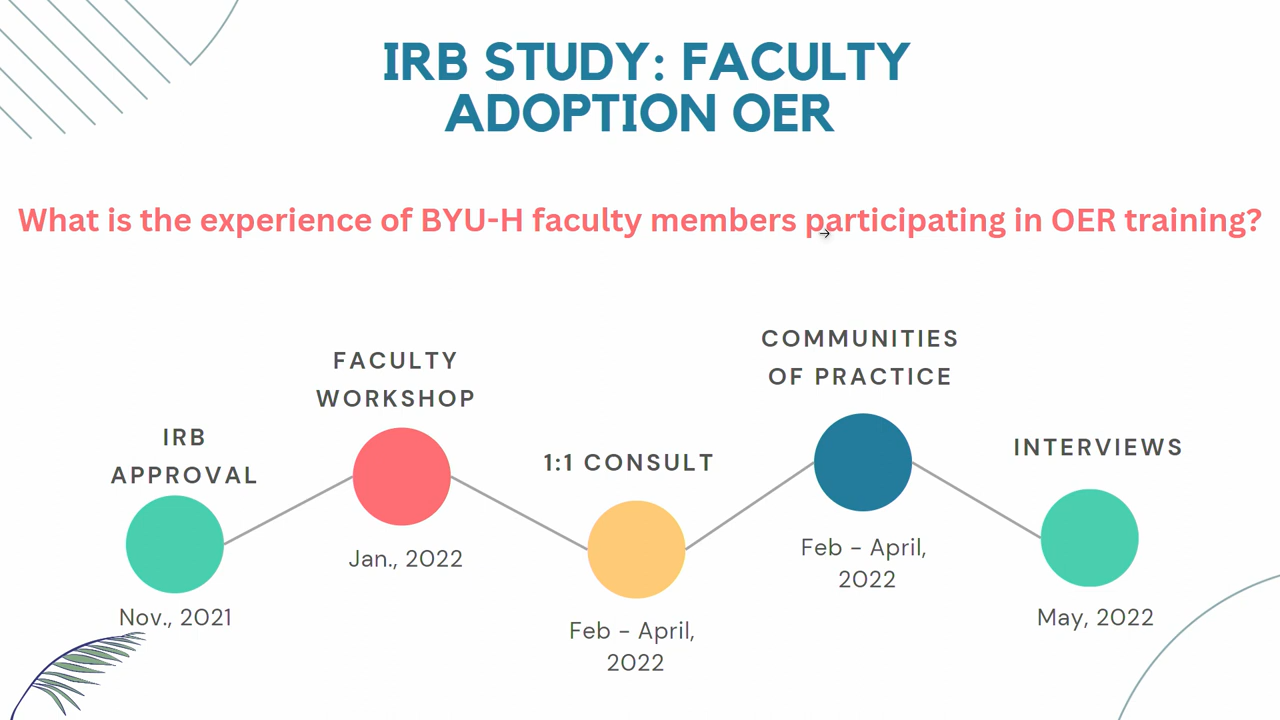 IRB STUDY: FACULTY
ADOPTION OER
What is the experience of BYU-H faculty members participating in OER training?
IRB
APPROVAL
Nov., 2021
FACULTY
WORKSHOP
Jan., 2022
1:1 CONSULT
Feb - April,
2022
COMMUNITIES
OF PRACTICE
Feb - April,
2022
INTERVIEWS
May, 2022